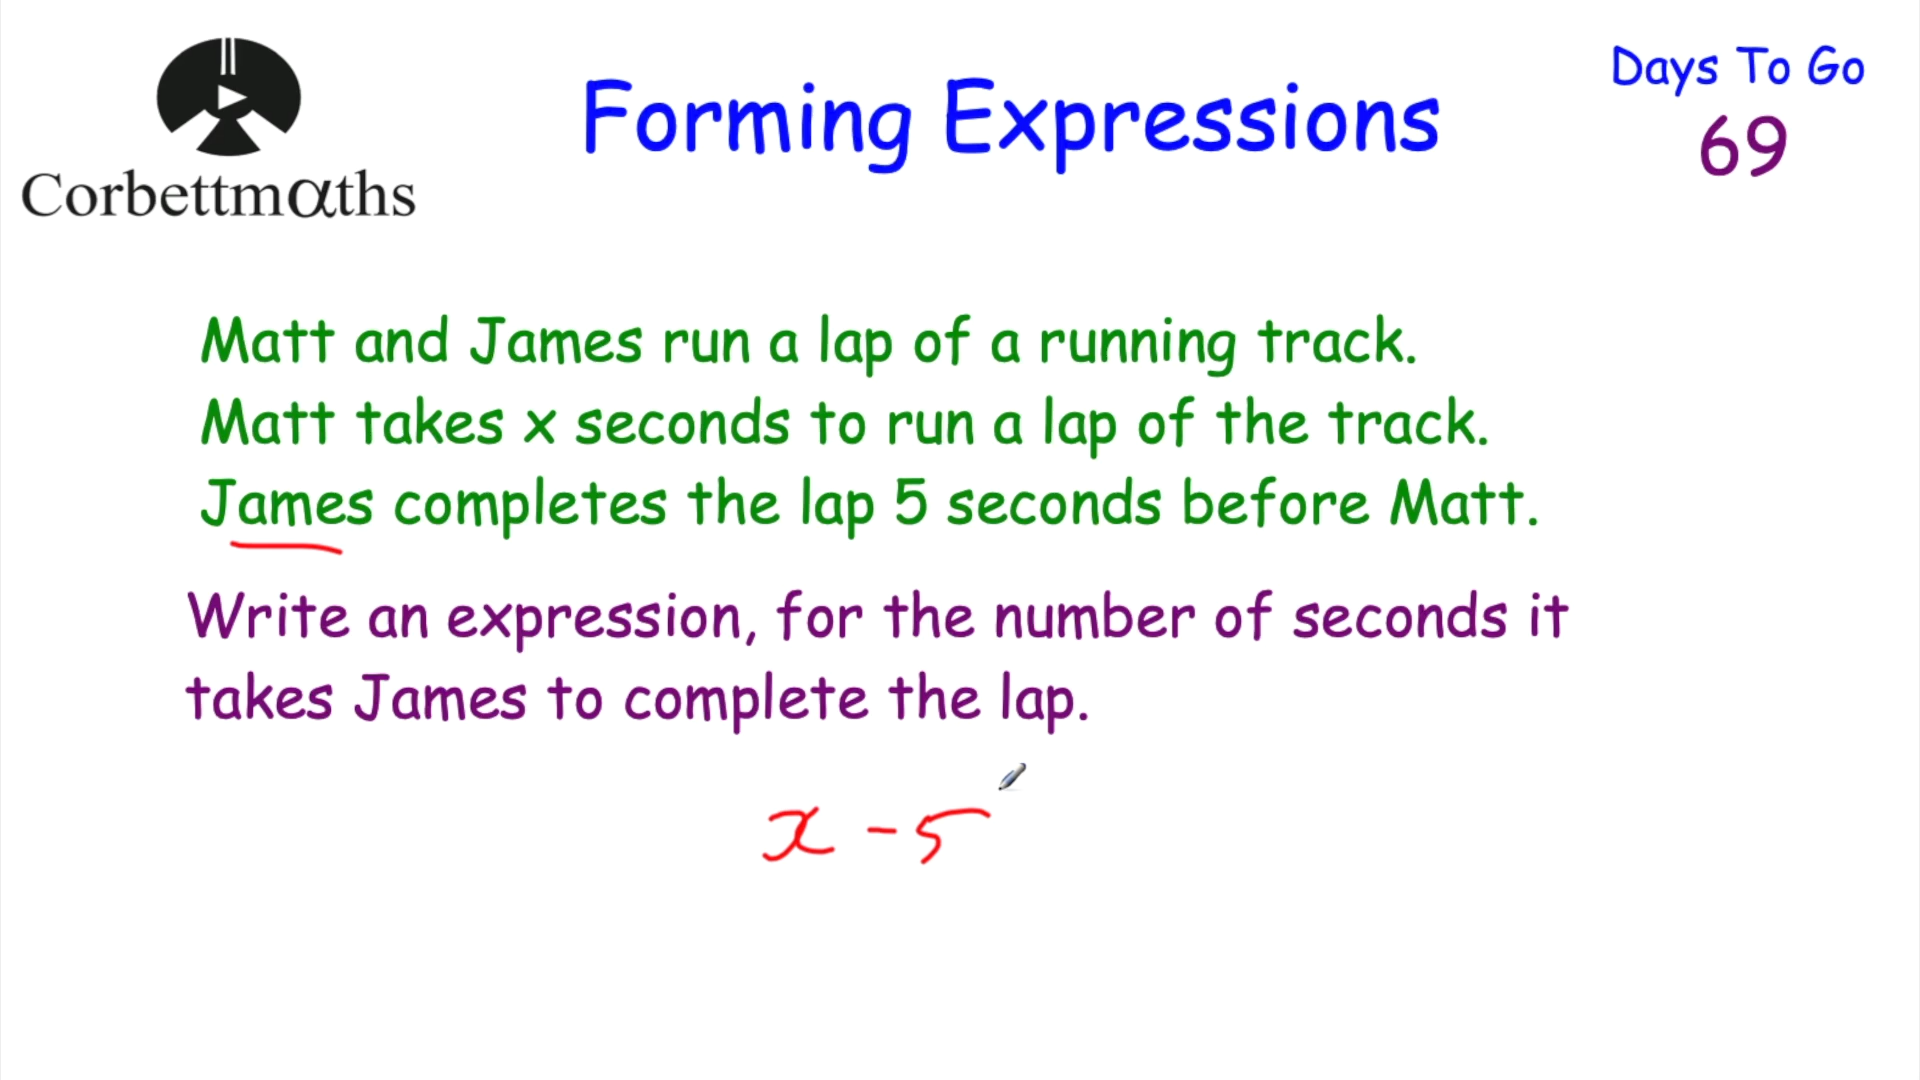 Corbettmαths
Forming Expressions
Days To Go
69
Matt and James run a lap of a running track.
Matt takes x seconds to run a lap of the track.
James completes the lap 5 seconds before Matt.
Write an expression, for the number of seconds it
takes James to complete the lap.
x - 5